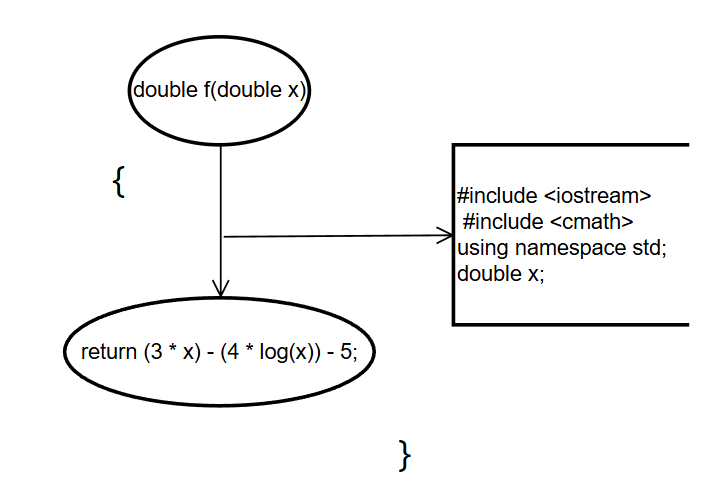 double f(double x)
{
#include <iostream>
#include <cmath>
using namespace std;
double x;
return (3 * x) - (4 * log(x)) - 5;
}